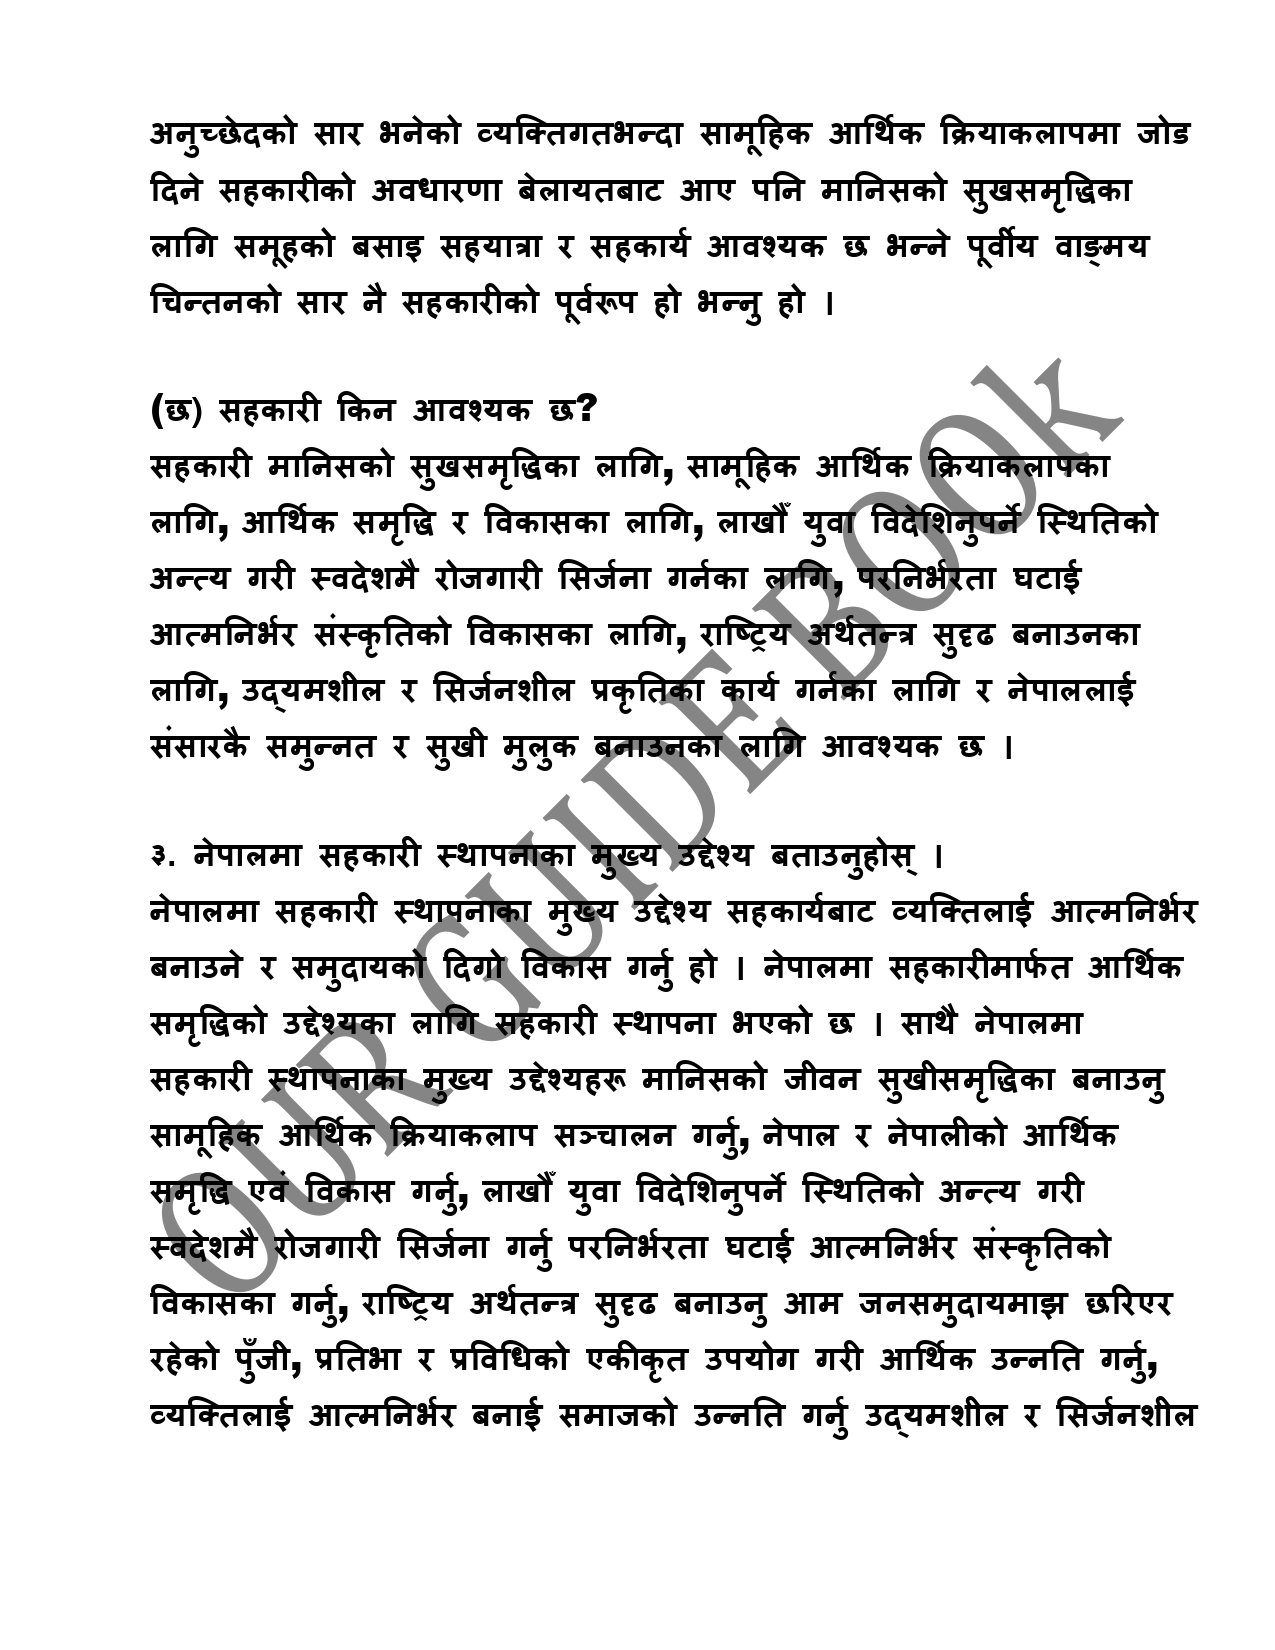 अनुच्छेदको सार भनेको व्यक्तिगतभन्दा सामूहिक आर्थिक क्रियाकलापमा जोड
दिने सहकारीको अवधारणा बेलायतबाट आए पनि मानिसको सुखसमृद्धिका
लागि समूहको बसाइ सहयात्रा र सहकार्य आवश्यक छ भन्ने पूर्वीय वाङ्मय
चिन्तनको सार नै सहकारीको पूर्वरूप हो भन्नु हो ।
(छ) सहकारी किन आवश्यक छ?
सहकारी मानिसको सुखसमृद्धिका लागि, सामूहिक आर्थिक क्रियाकलापका
लागि, आर्थिक समृद्धि र विकासका लागि, लाखौँ युवा विदेशिनुपर्ने स्थितिको
अन्त्य गरी स्वदेशमै रोजगारी सिर्जना गर्नका लागि, परनिर्भरता घटाई
आत्मनिर्भर संस्कृतिको विकासका लागि, राष्ट्रिय अर्थतन्त्र सुदृढ बनाउनका
लागि, उद्यमशील र सिर्जनशील प्रकृतिका कार्य गर्नका लागि र नेपाललाई
संसारकै समुन्नत र सुखी मुलुक बनाउनका लागि आवश्यक छ ।
३. नेपालमा सहकारी स्थापनाका मुख्य उद्देश्य बताउनुहोस् ।
नेपालमा सहकारी स्थापनाका मुख्य उद्देश्य सहकार्यबाट व्यक्तिलाई आत्मनिर्भर
बनाउने र समुदायको दिगो विकास गर्नु हो । नेपालमा सहकारीमार्फत आर्थिक
समृद्धिको उद्देश्यका लागि सहकारी स्थापना भएको छ । साथै नेपालमा
सहकारी स्थापनाका मुख्य उद्देश्यहरू मानिसको जीवन सुखीसमृद्धिका बनाउनु
सामूहिक आर्थिक क्रियाकलाप सञ्चालन गर्नु, नेपाल र नेपालीको आर्थिक
समृद्धि एवं विकास गर्नु, लाखौँ युवा विदेशिनुपर्ने स्थितिको अन्त्य गरी
स्वदेशमै रोजगारी सिर्जना गर्नु परनिर्भरता घटाई आत्मनिर्भर संस्कृतिको
विकासका गर्नु, राष्ट्रिय अर्थतन्त्र सुदृढ बनाउनु आम जनसमुदायमाझ छरिएर
रहेको पुँजी, प्रतिभा र प्रविधिको एकीकृत उपयोग गरी आर्थिक उन्नति गर्नु,
व्यक्तिलाई आत्मनिर्भर बनाई समाजको उन्नति गर्नु उद्यमशील र सिर्जनशील
OUR GUIDE BOOk